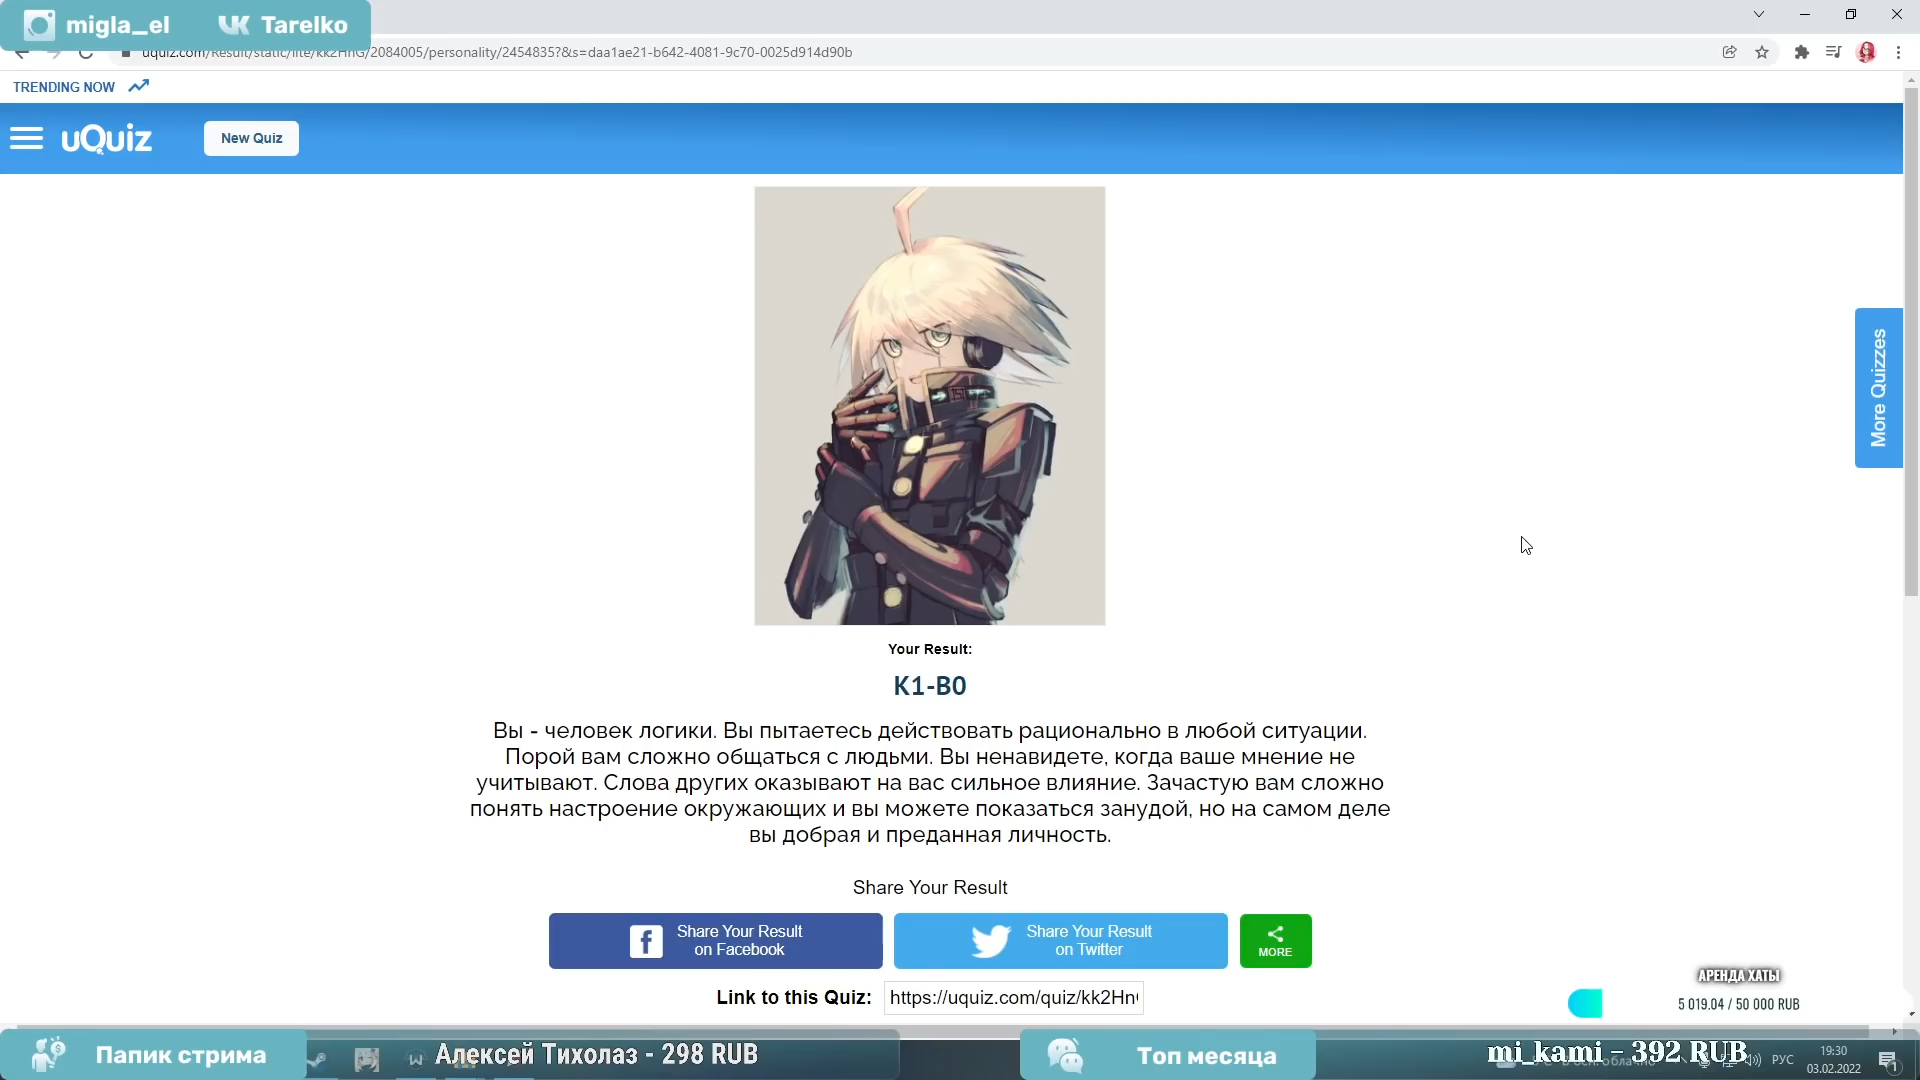 migla_el
Tarelko
uquiz.com/Result/static/lite/kk2HnG/2084005/personality/2454835?&s=daa1ae21-b642-4081-9c70-0025d914d90b
TRENDING NOW
uQuiz
New Quiz
More Quizzes
Your Result:
K1-B0
Вы - человек логики. Вы пытаетесь действовать рационально в любой ситуации.
Порой вам сложно общаться с людьми. Вы ненавидете, когда ваше мнение не
учитывают. Слова других оказывают на вас сильное влияние. Зачастую вам сложно
понять настроение окружающих и вы можете показаться занудой, но на самом деле
вы добрая и преданная личность.
Share Your Result
Share Your Result
on Facebook
Share Your Result
on Twitter
MORE
Link to this Quiz:
https://uquiz.com/quiz/kk2Hn
АРЕНДА ХАТЫ
5 019.04 / 50 000 RUB
Папик стрима
Алексей Тихолаз - 298 RUB
Топ месяца
mi_kami - 392 RUB
РУС
19:30
03.02.2022
1